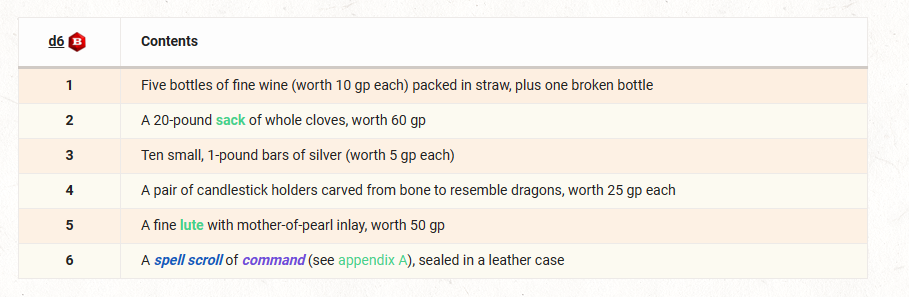 d6 B Contents
1 Five bottles of fine wine (worth 10 gp each) packed in straw, plus one broken bottle
2 A 20-pound sack of whole cloves, worth 60 gp
3 Ten small, 1-pound bars of silver (worth 5 gp each)
4 A pair of candlestick holders carved from bone to resemble dragons, worth 25 gp each
5 A fine lute with mother-of-pearl inlay, worth 50 gp
6 A spell scroll of command (see appendix A), sealed in a leather case